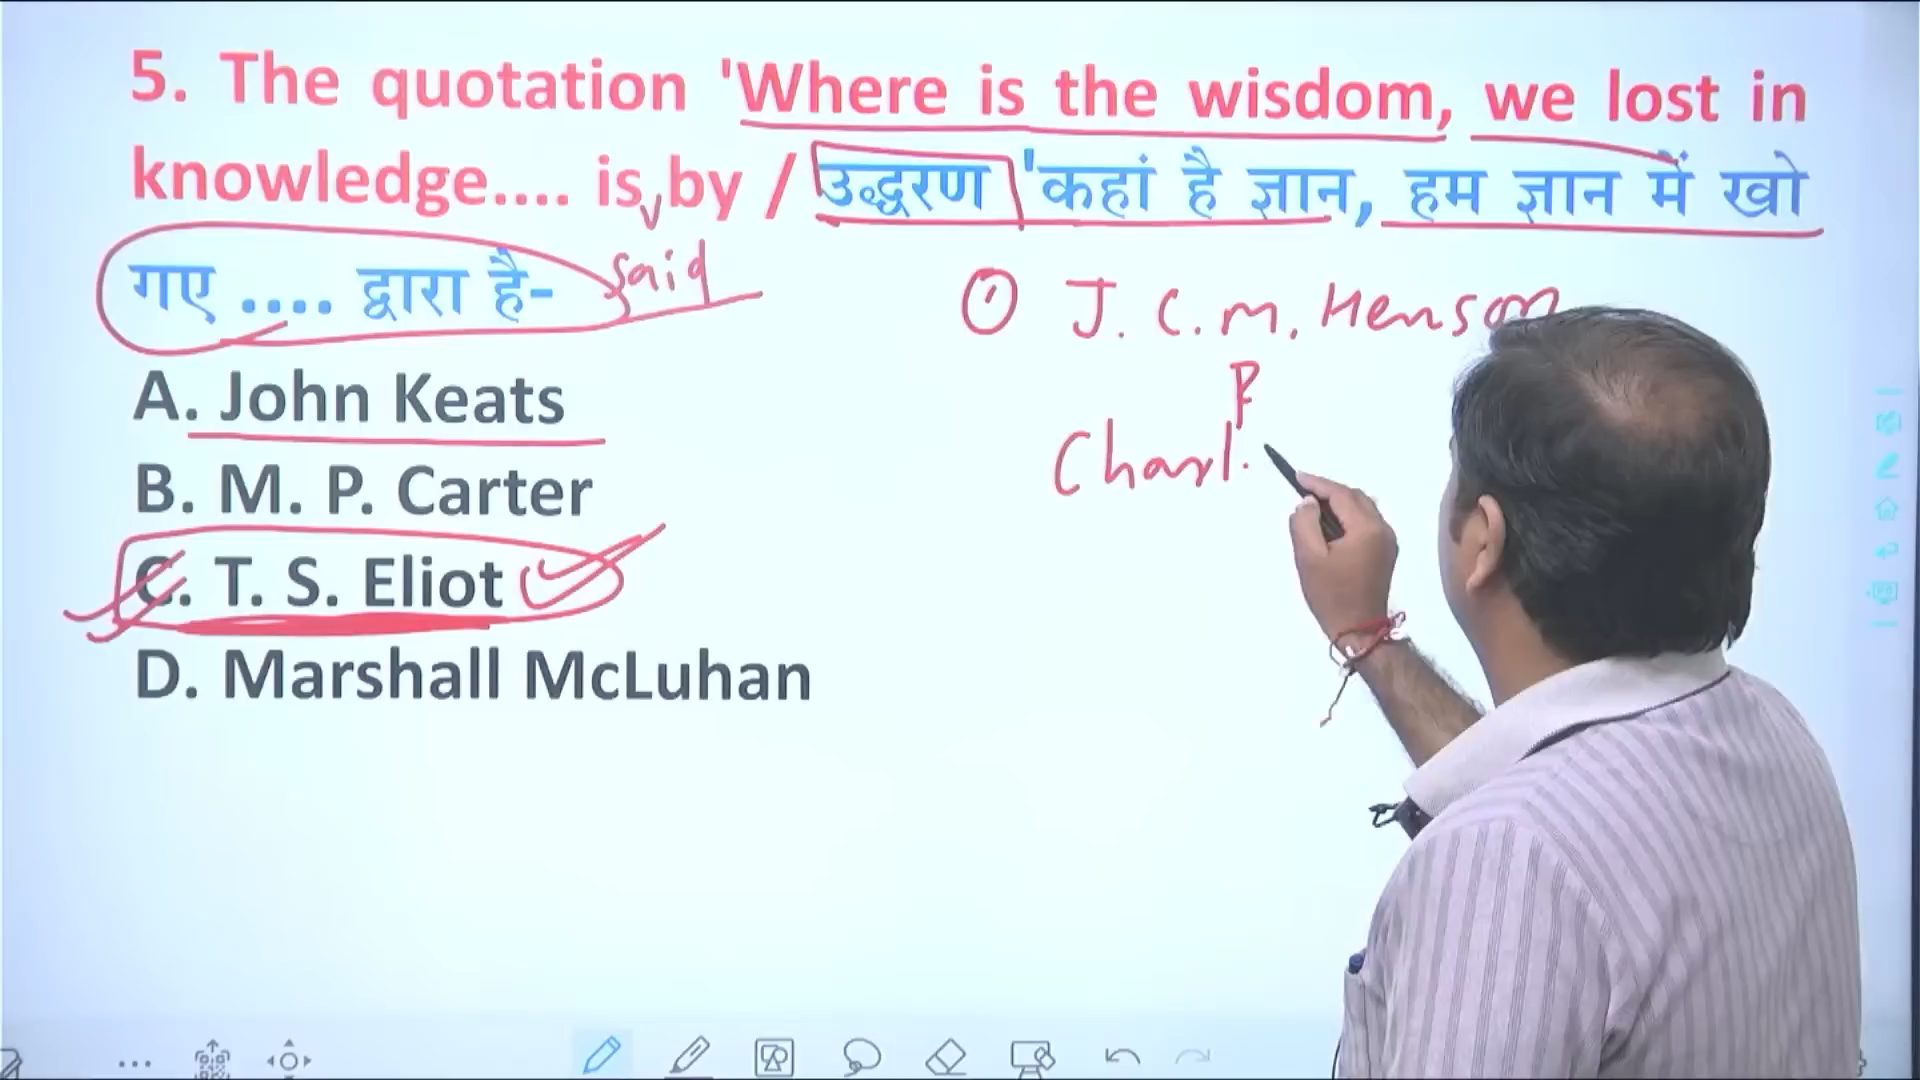 5. The quotation 'Where is the wisdom, we lost in
knowledge.... is by / उद्धरण 'कहां है ज्ञान, हम ज्ञान में खो
गए .... द्वारा है-
said
J. C. M. Henson
A. John Keats
P
Charl.
B. M. P. Carter
C. T. S. Eliot
D. Marshall McLuhan